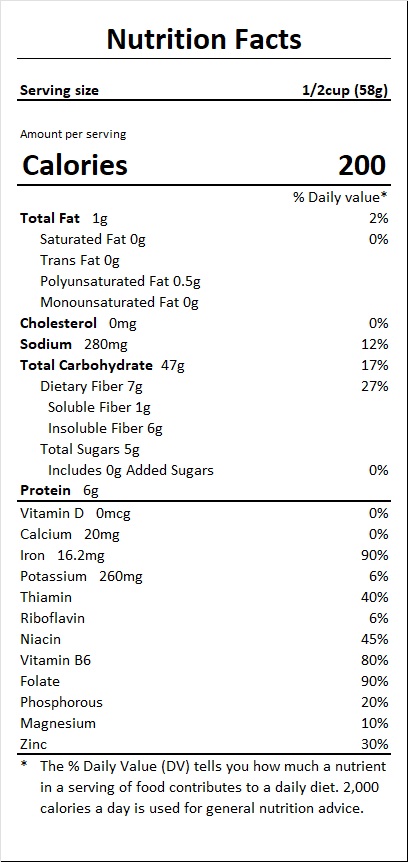 Nutrition Facts
Serving size 1/2cup (58g)
Amount per serving
Calories 200
% Daily value*
Total Fat 1g 2%
Saturated Fat 0g 0%
Trans Fat 0g
Polyunsaturated Fat 0.5g
Monounsaturated Fat 0g
Cholesterol 0mg 0%
Sodium 280mg 12%
Total Carbohydrate 47g 17%
Dietary Fiber 7g 27%
Soluble Fiber 1g
Insoluble Fiber 6g
Total Sugars 5g
Includes 0g Added Sugars 0%
Protein 6g
Vitamin D 0mcg 0%
Calcium 20mg 0%
Iron 16.2mg 90%
Potassium 260mg 6%
Thiamin 40%
Riboflavin 6%
Niacin 45%
Vitamin B6 80%
Folate 90%
Phosphorous 20%
Magnesium 10%
Zinc 30%
* The % Daily Value (DV) tells you how much a nutrient
in a serving of food contributes to a daily diet. 2,000
calories a day is used for general nutrition advice.